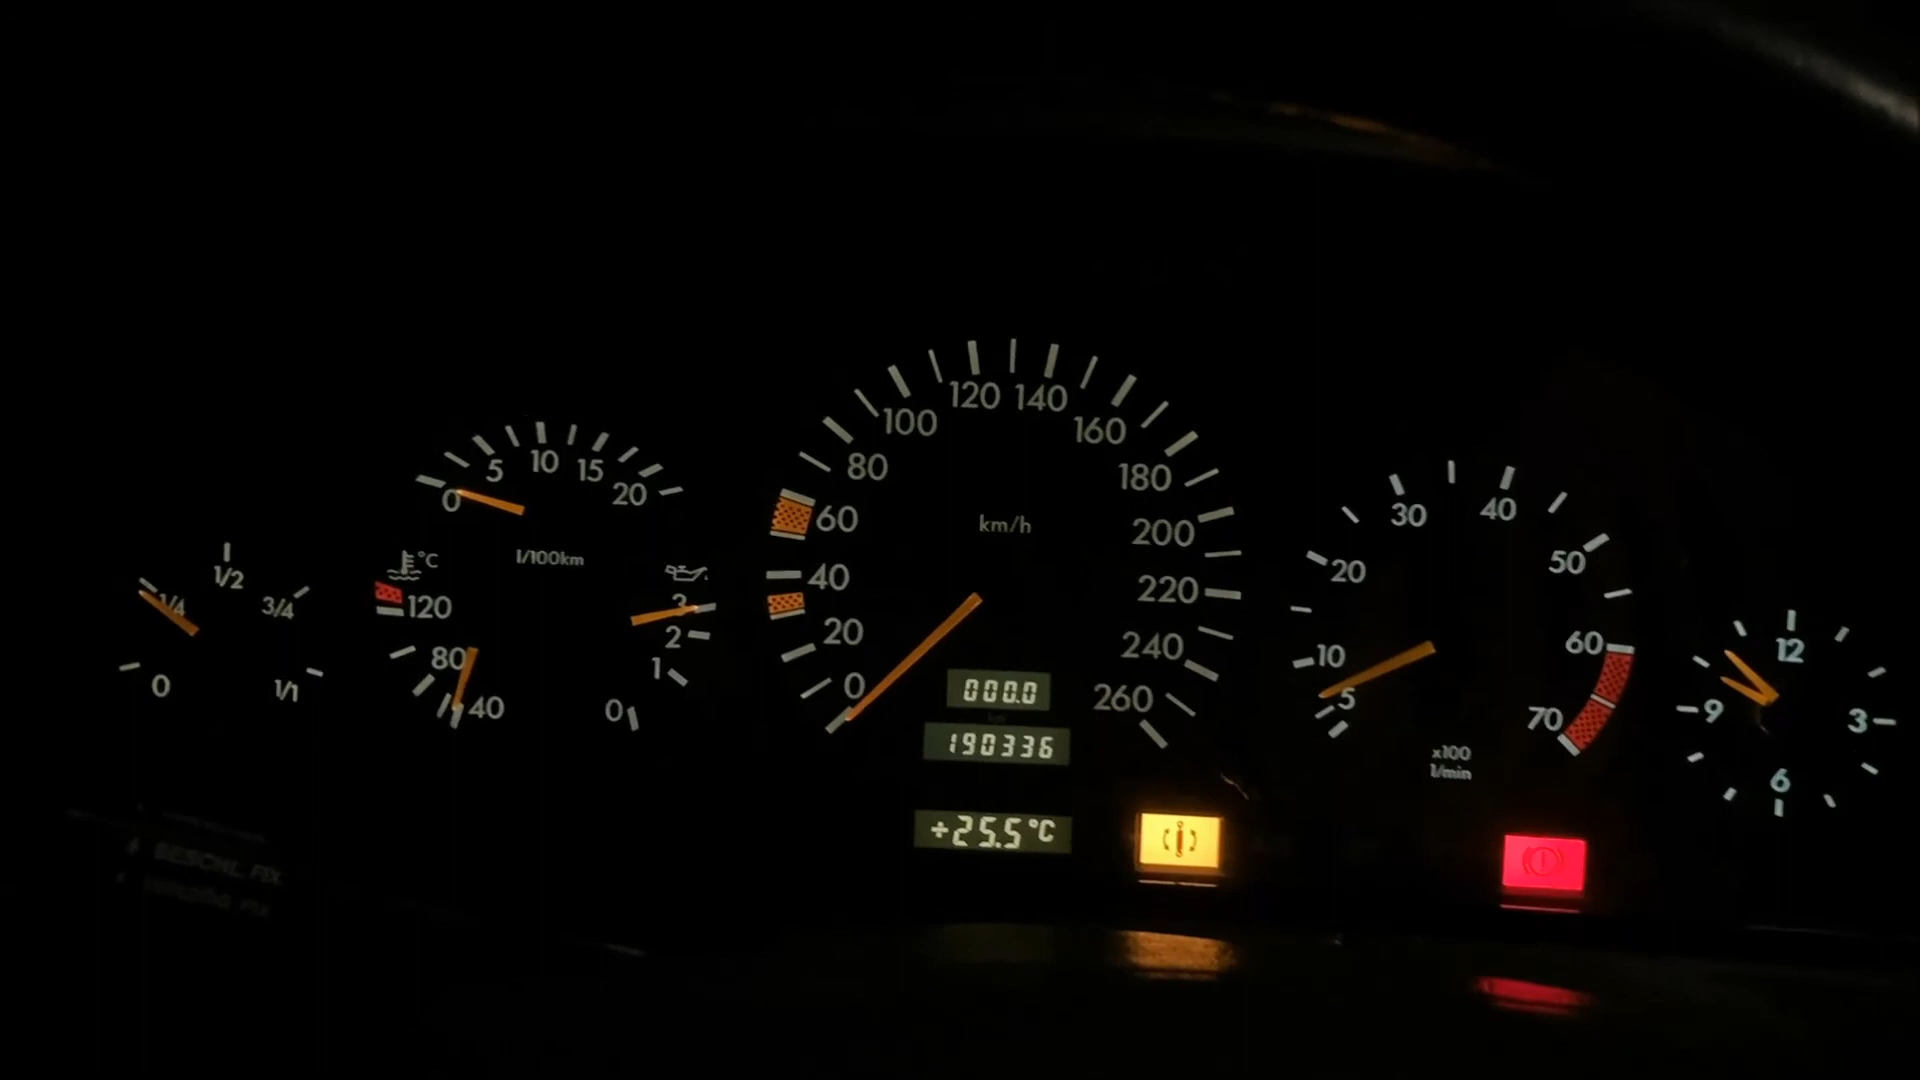 0 1/4 1/2 3/4 1/1
0 5 10 15 20
l/100km
°C
120
80
40
3
2
1
0
0 20 40 60 80 100 120 140 160 180 200 220 240 260
km/h
000.0
km
190336
+25.5°C
5 10 20 30 40 50 60 70
x100
1/min
12
3
6
9
BESCHL. FIX.